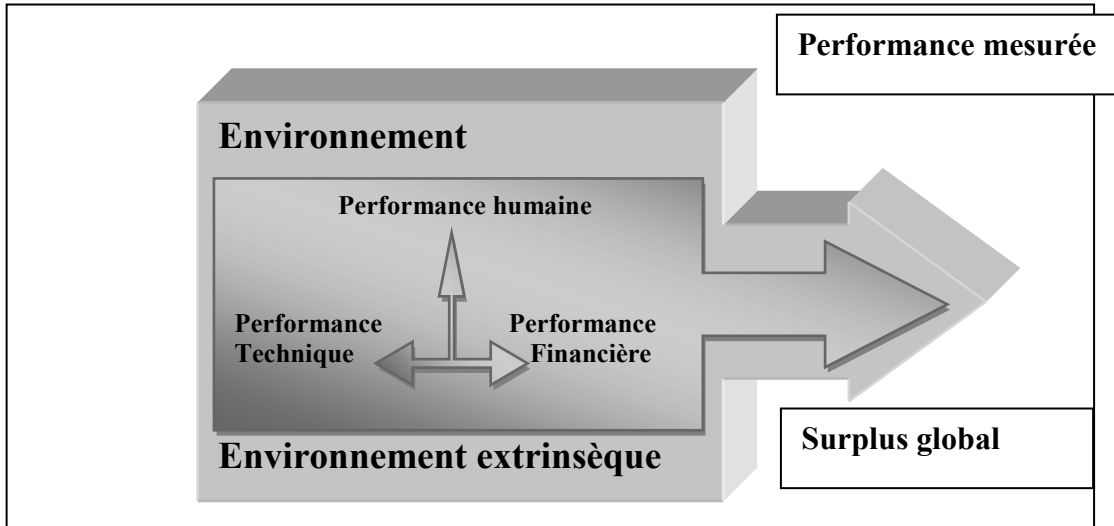 Performance mesurée
Environnement
Performance humaine
Performance
Technique
Performance
Financière
Environnement extrinsèque
Surplus global